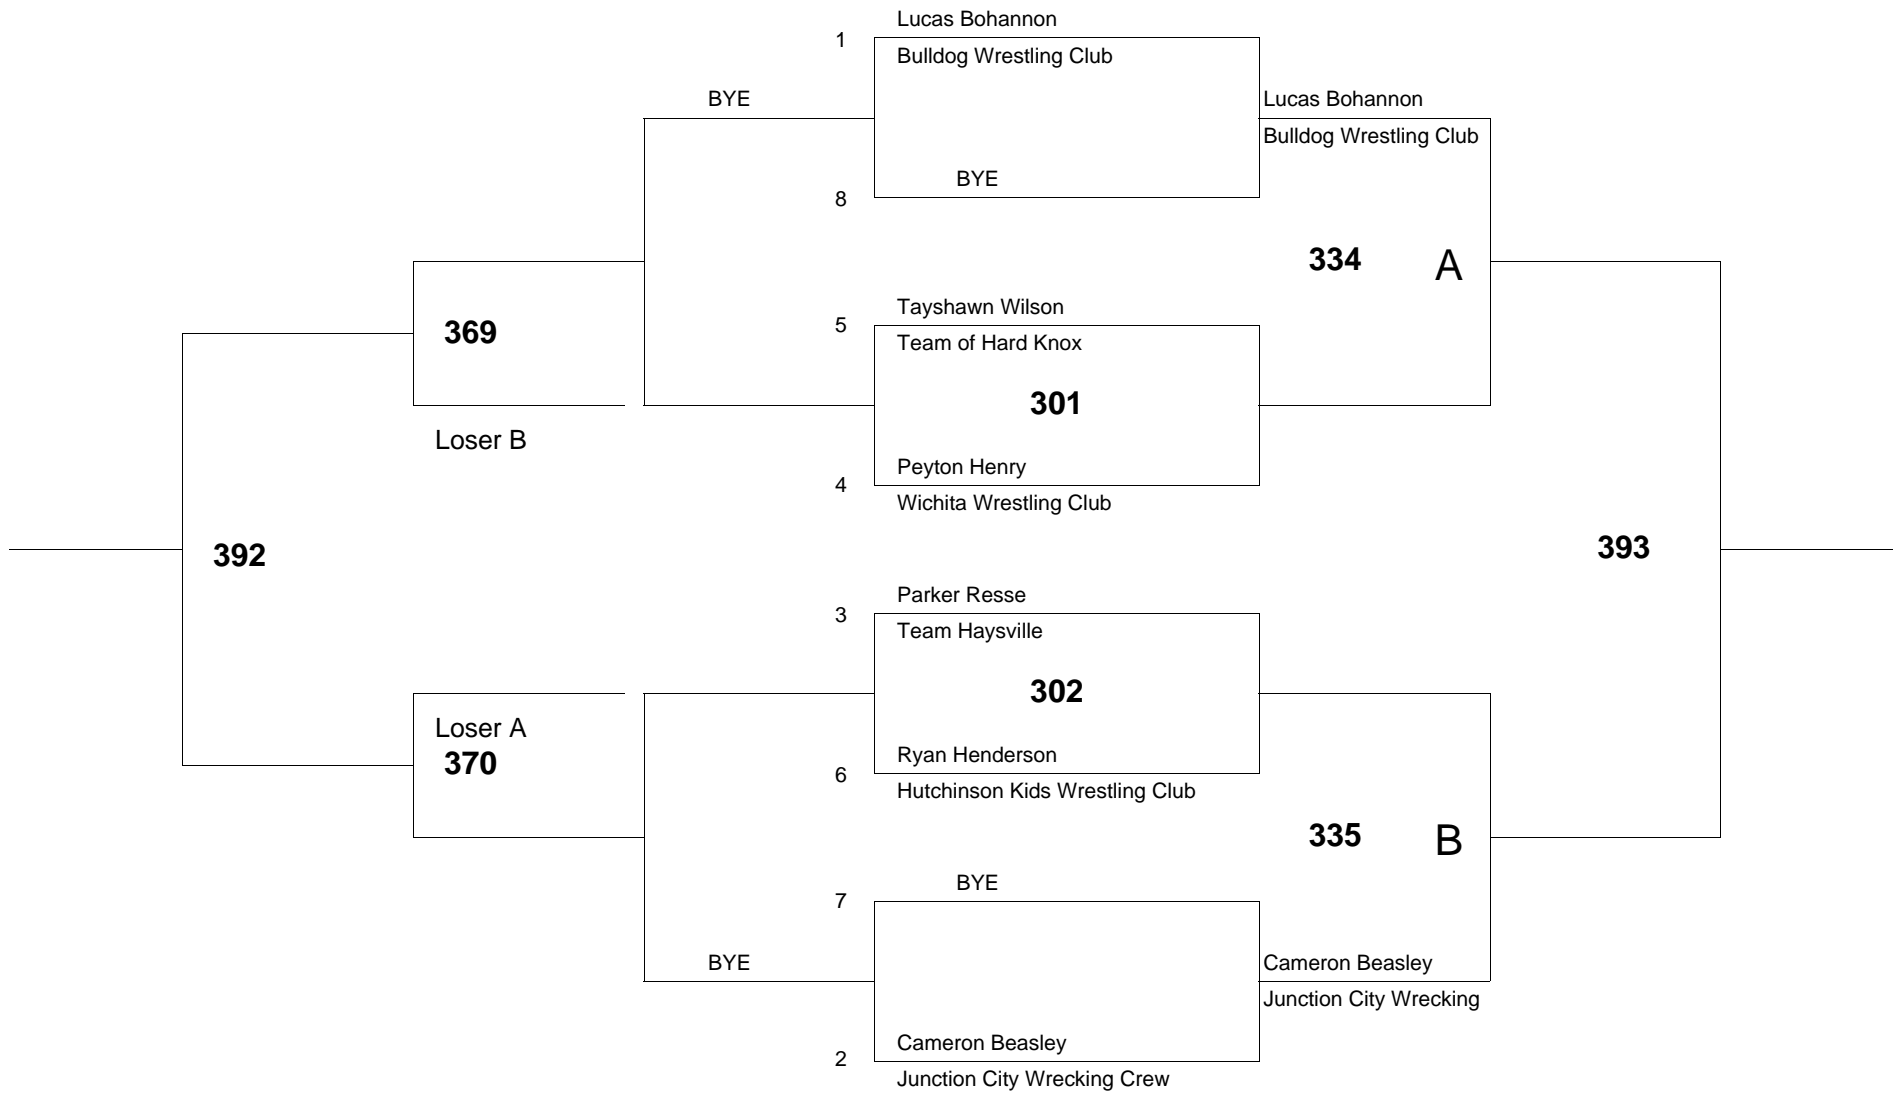 Lucas Bohannon
1
Bulldog Wrestling Club
BYE
Lucas Bohannon
Bulldog Wrestling Club
BYE
8
334 A
Tayshawn Wilson
5
369
Team of Hard Knox
301
Loser B
Peyton Henry
4
Wichita Wrestling Club
392
393
Parker Resse
3
Team Haysville
302
Loser A
370
Ryan Henderson
6
Hutchinson Kids Wrestling Club
335 B
BYE
7
BYE
Cameron Beasley
Junction City Wrecking
Cameron Beasley
2
Junction City Wrecking Crew